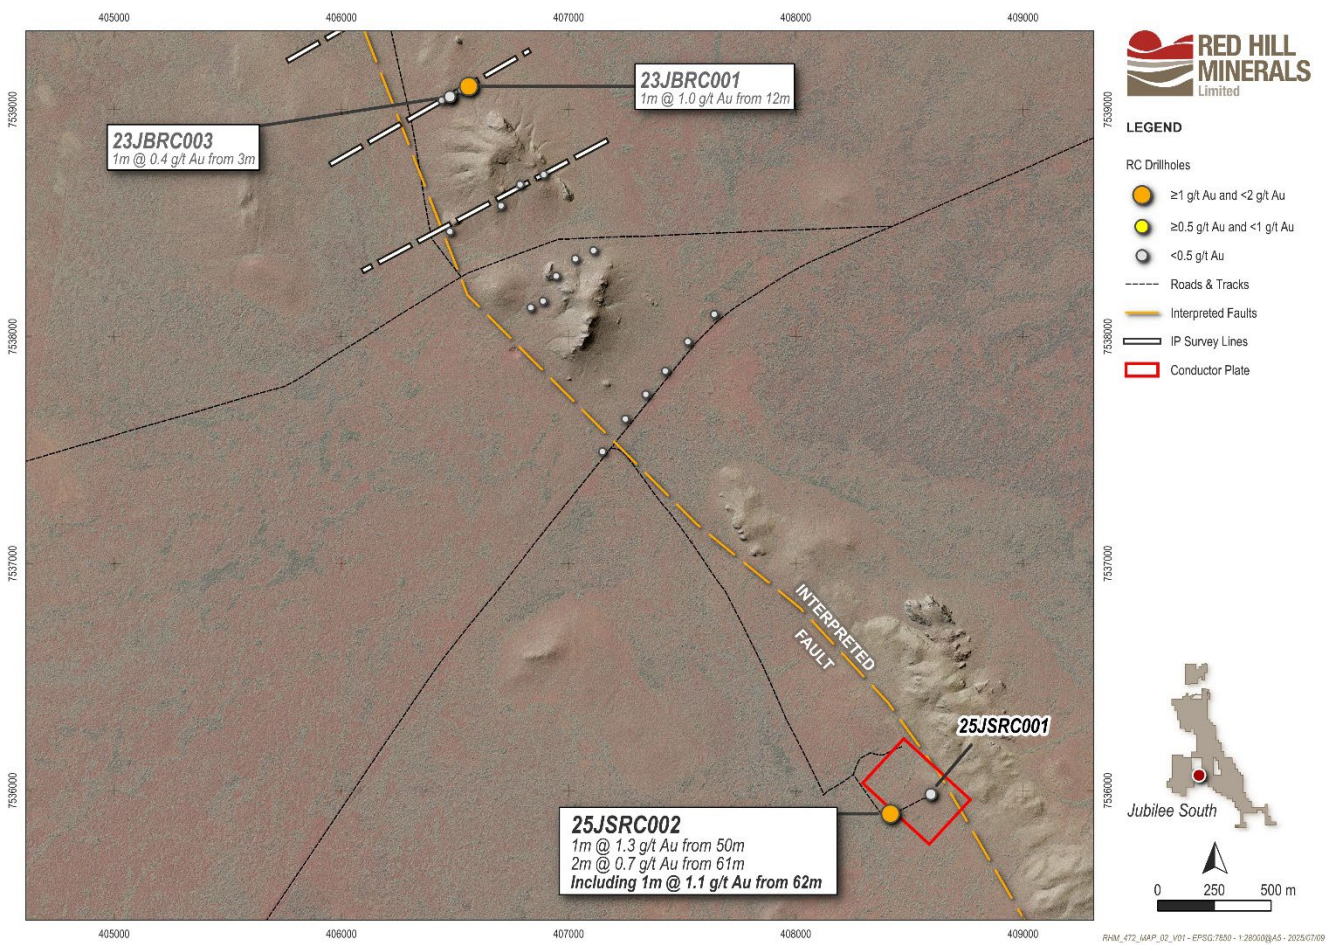 405000
406000
407000
408000
409000
RED HILL
MINERALS
Limited
LEGEND
RC Drillholes
≥1 g/t Au and <2 g/t Au
≥0.5 g/t Au and <1 g/t Au
<0.5 g/t Au
Roads & Tracks
Interpreted Faults
IP Survey Lines
Conductor Plate
23JBRC001
1m @ 1.0 g/t Au from 12m
23JBRC003
1m @ 0.4 g/t Au from 3m
7539000
7539000
7538000
7538000
7537000
7537000
INTERPRETED
FAULT
25JSRC001
7536000
7536000
25JSRC002
1m @ 1.3 g/t Au from 50m
2m @ 0.7 g/t Au from 61m
Including 1m @ 1.1 g/t Au from 62m
Jubilee South
0 250 500 m
405000
406000
407000
408000
409000
RHM_472_MAP_02_V01 - EPSG:7850 - 1:28000@A5 - 2025/07/09